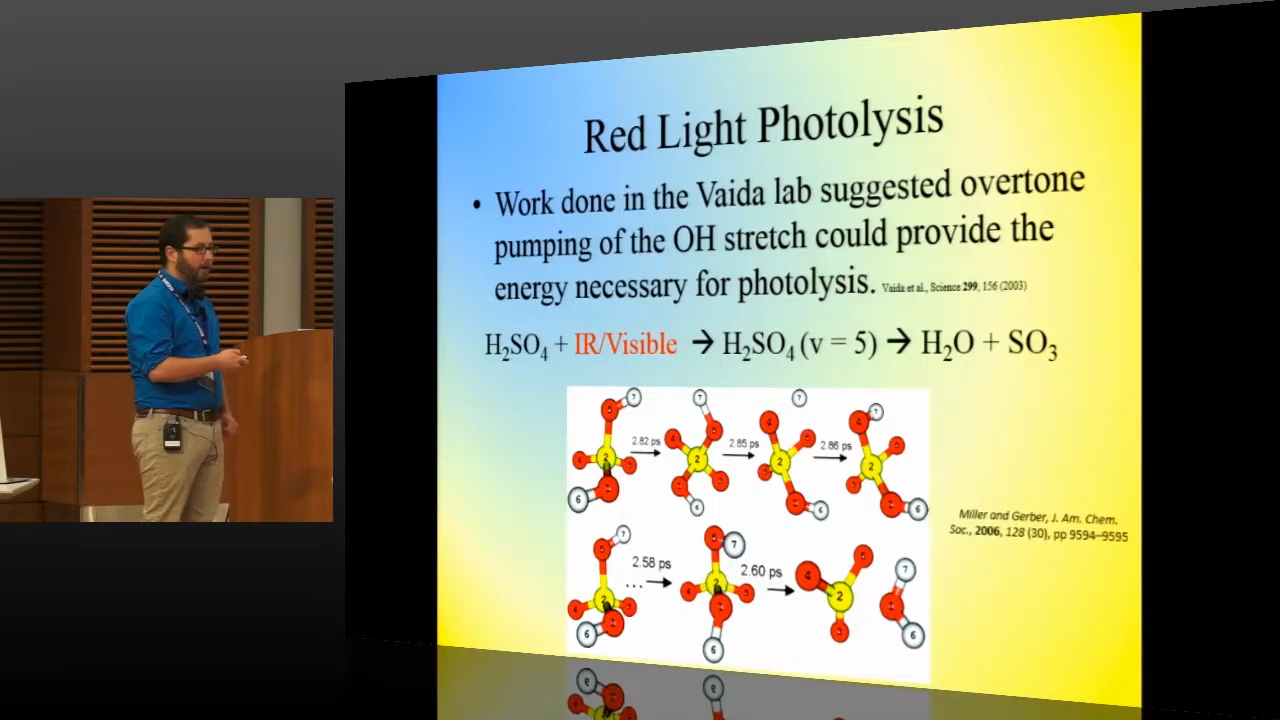 Red Light Photolysis
• Work done in the Vaida lab suggested overtone
pumping of the OH stretch could provide the
energy necessary for photolysis. Vaida et al., Science 299, 156 (2003)
H₂SO₄ + IR/Visible → H₂SO₄ (v = 5) → H₂O + SO₃
2.82 ps
2.85 ps
2.86 ps
2.58 ps
...
2.60 ps
Miller and Gerber, J. Am. Chem.
Soc., 2006, 128 (30), pp 9594–9595